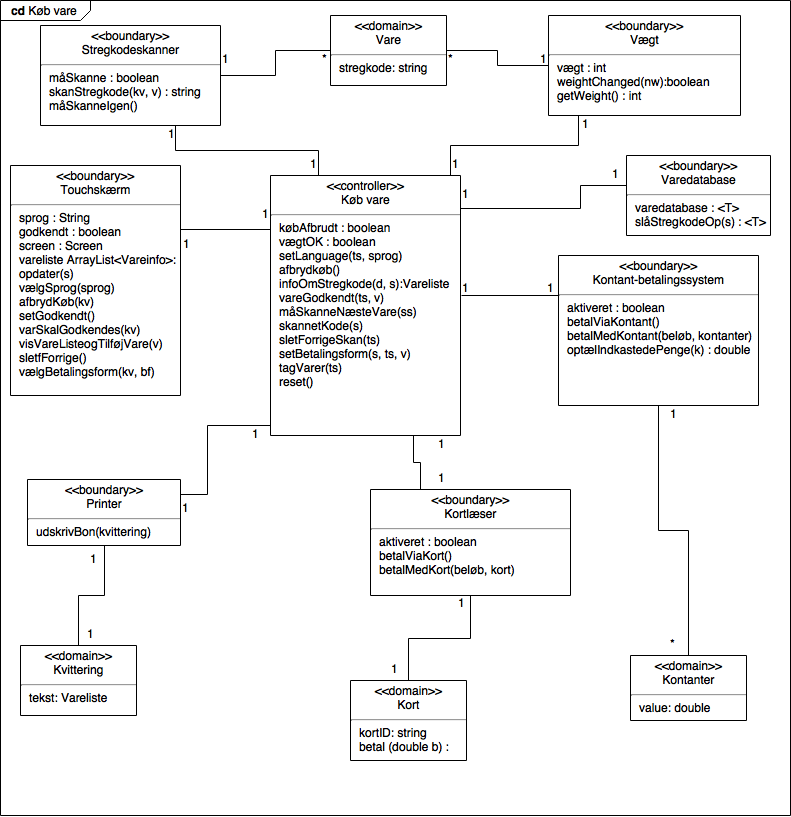 cd Køb vare
<<boundary>>
Stregkodeskanner
måSkanne : boolean
skanStregkode(kv, v) : string
måSkanneIgen()
1
*
<<domain>>
Vare
stregkode: string
*
1
<<boundary>>
Vægt
vægt : int
weightChanged(nw):boolean
getWeight() : int
1
1
1
1
<<boundary>>
Touchskærm
sprog : String
godkendt : boolean
screen : Screen
vareliste ArrayList<Vareinfo>:
opdater(s)
vælgSprog(sprog)
afbrydKøb(kv)
setGodkendt()
varSkalGodkendes(kv)
visVareListeogTilføjVare(v)
sletfForrige()
vælgBetalingsform(kv, bf)
1
1
<<controller>>
Køb vare
købAfbrudt : boolean
vægtOK : boolean
setLanguage(ts, sprog)
afbrydkøb()
infoOmStregkode(d, s):Vareliste
vareGodkendt(ts, v)
måSkanneNæsteVare(ss)
skannetKode(s)
sletForrigeSkan(ts)
setBetalingsform(s, ts, v)
tagVarer(ts)
reset()
1
1
<<boundary>>
Varedatabase
varedatabase : <T>
slåStregkodeOp(s) : <T>
1
1
<<boundary>>
Kontant-betalingssystem
aktiveret : boolean
betalViaKontant()
betalMedKontant(beløb, kontanter)
optælIndkastedePenge(k) : double
1
1
1
1
1
<<boundary>>
Printer
udskrivBon(kvittering)
1
1
<<boundary>>
Kortlæser
aktiveret : boolean
betalViaKort()
betalMedKort(beløb, kort)
1
1
*
<<domain>>
Kvittering
tekst: Vareliste
<<domain>>
Kort
kortID: string
betal (double b) :
<<domain>>
Kontanter
value: double